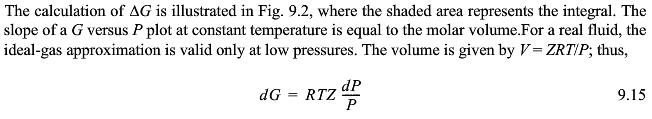 The calculation of ΔG is illustrated in Fig. 9.2, where the shaded area represents the integral. The
slope of a G versus P plot at constant temperature is equal to the molar volume.For a real fluid, the
ideal-gas approximation is valid only at low pressures. The volume is given by V = ZRT/P; thus,
dG = RTZ dP/P 9.15